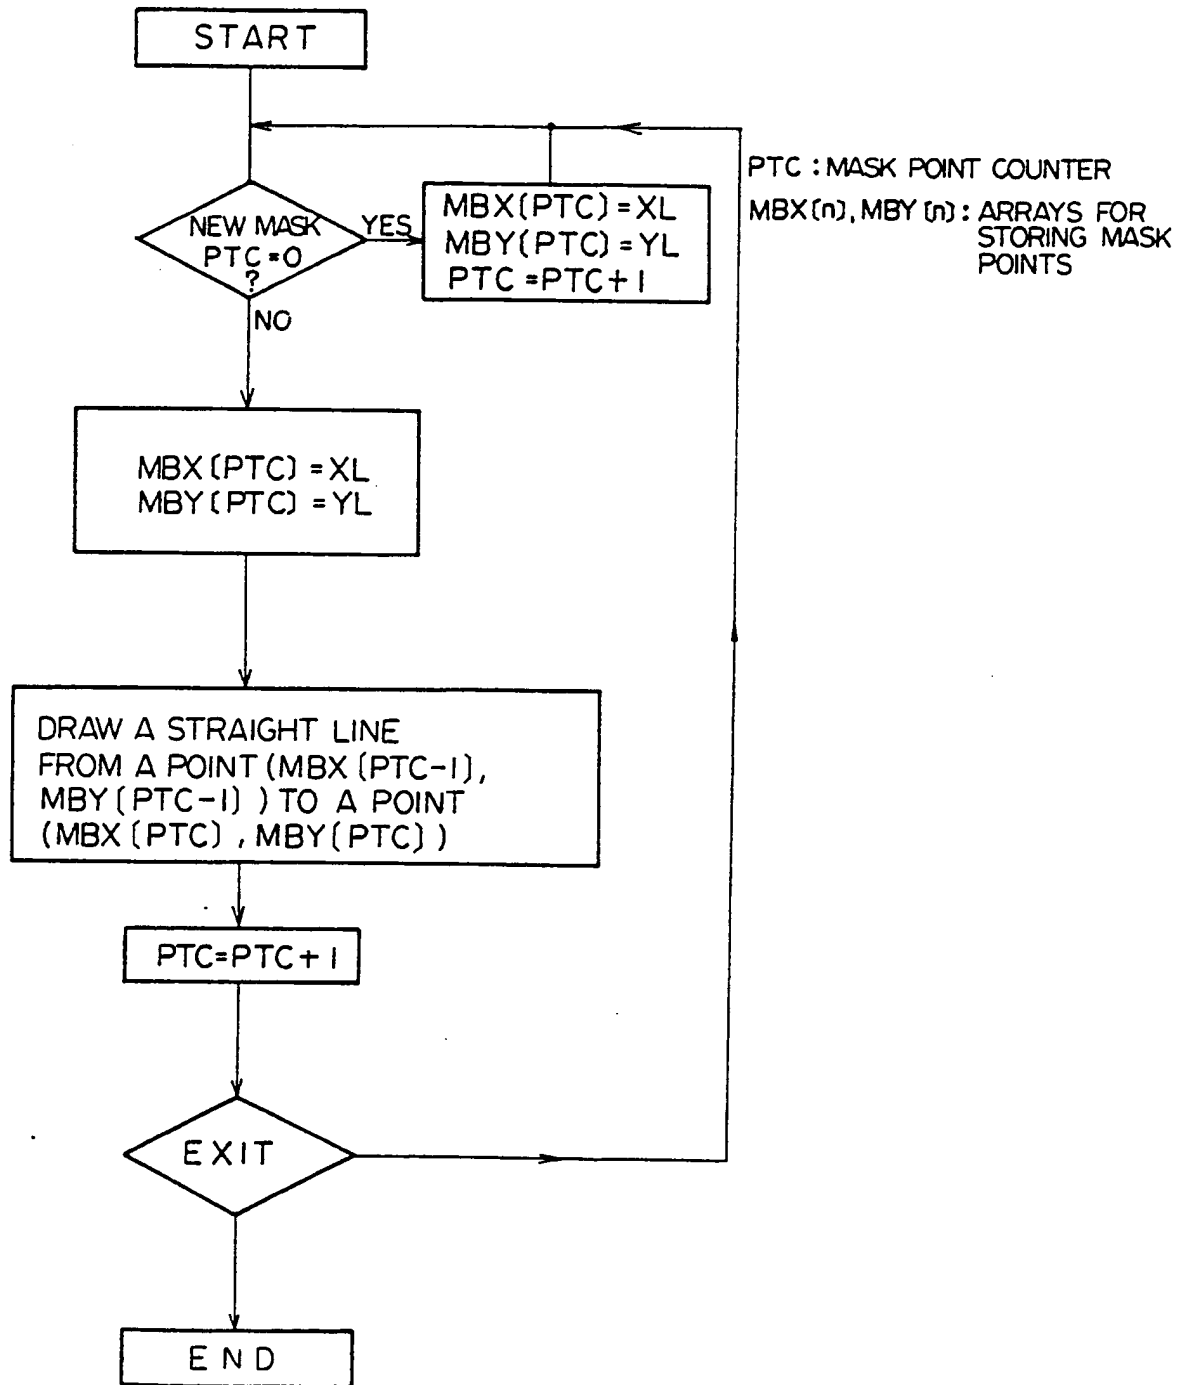 START
NEW MASK
PTC=0
?
YES
MBX(PTC)=XL
MBY(PTC)=YL
PTC=PTC+1
PTC : MASK POINT COUNTER
MBX(n), MBY(n) : ARRAYS FOR
STORING MASK
POINTS
NO
MBX(PTC)=XL
MBY(PTC)=YL
DRAW A STRAIGHT LINE
FROM A POINT (MBX(PTC-1),
MBY(PTC-1)) TO A POINT
(MBX(PTC), MBY(PTC))
PTC=PTC+1
EXIT
END